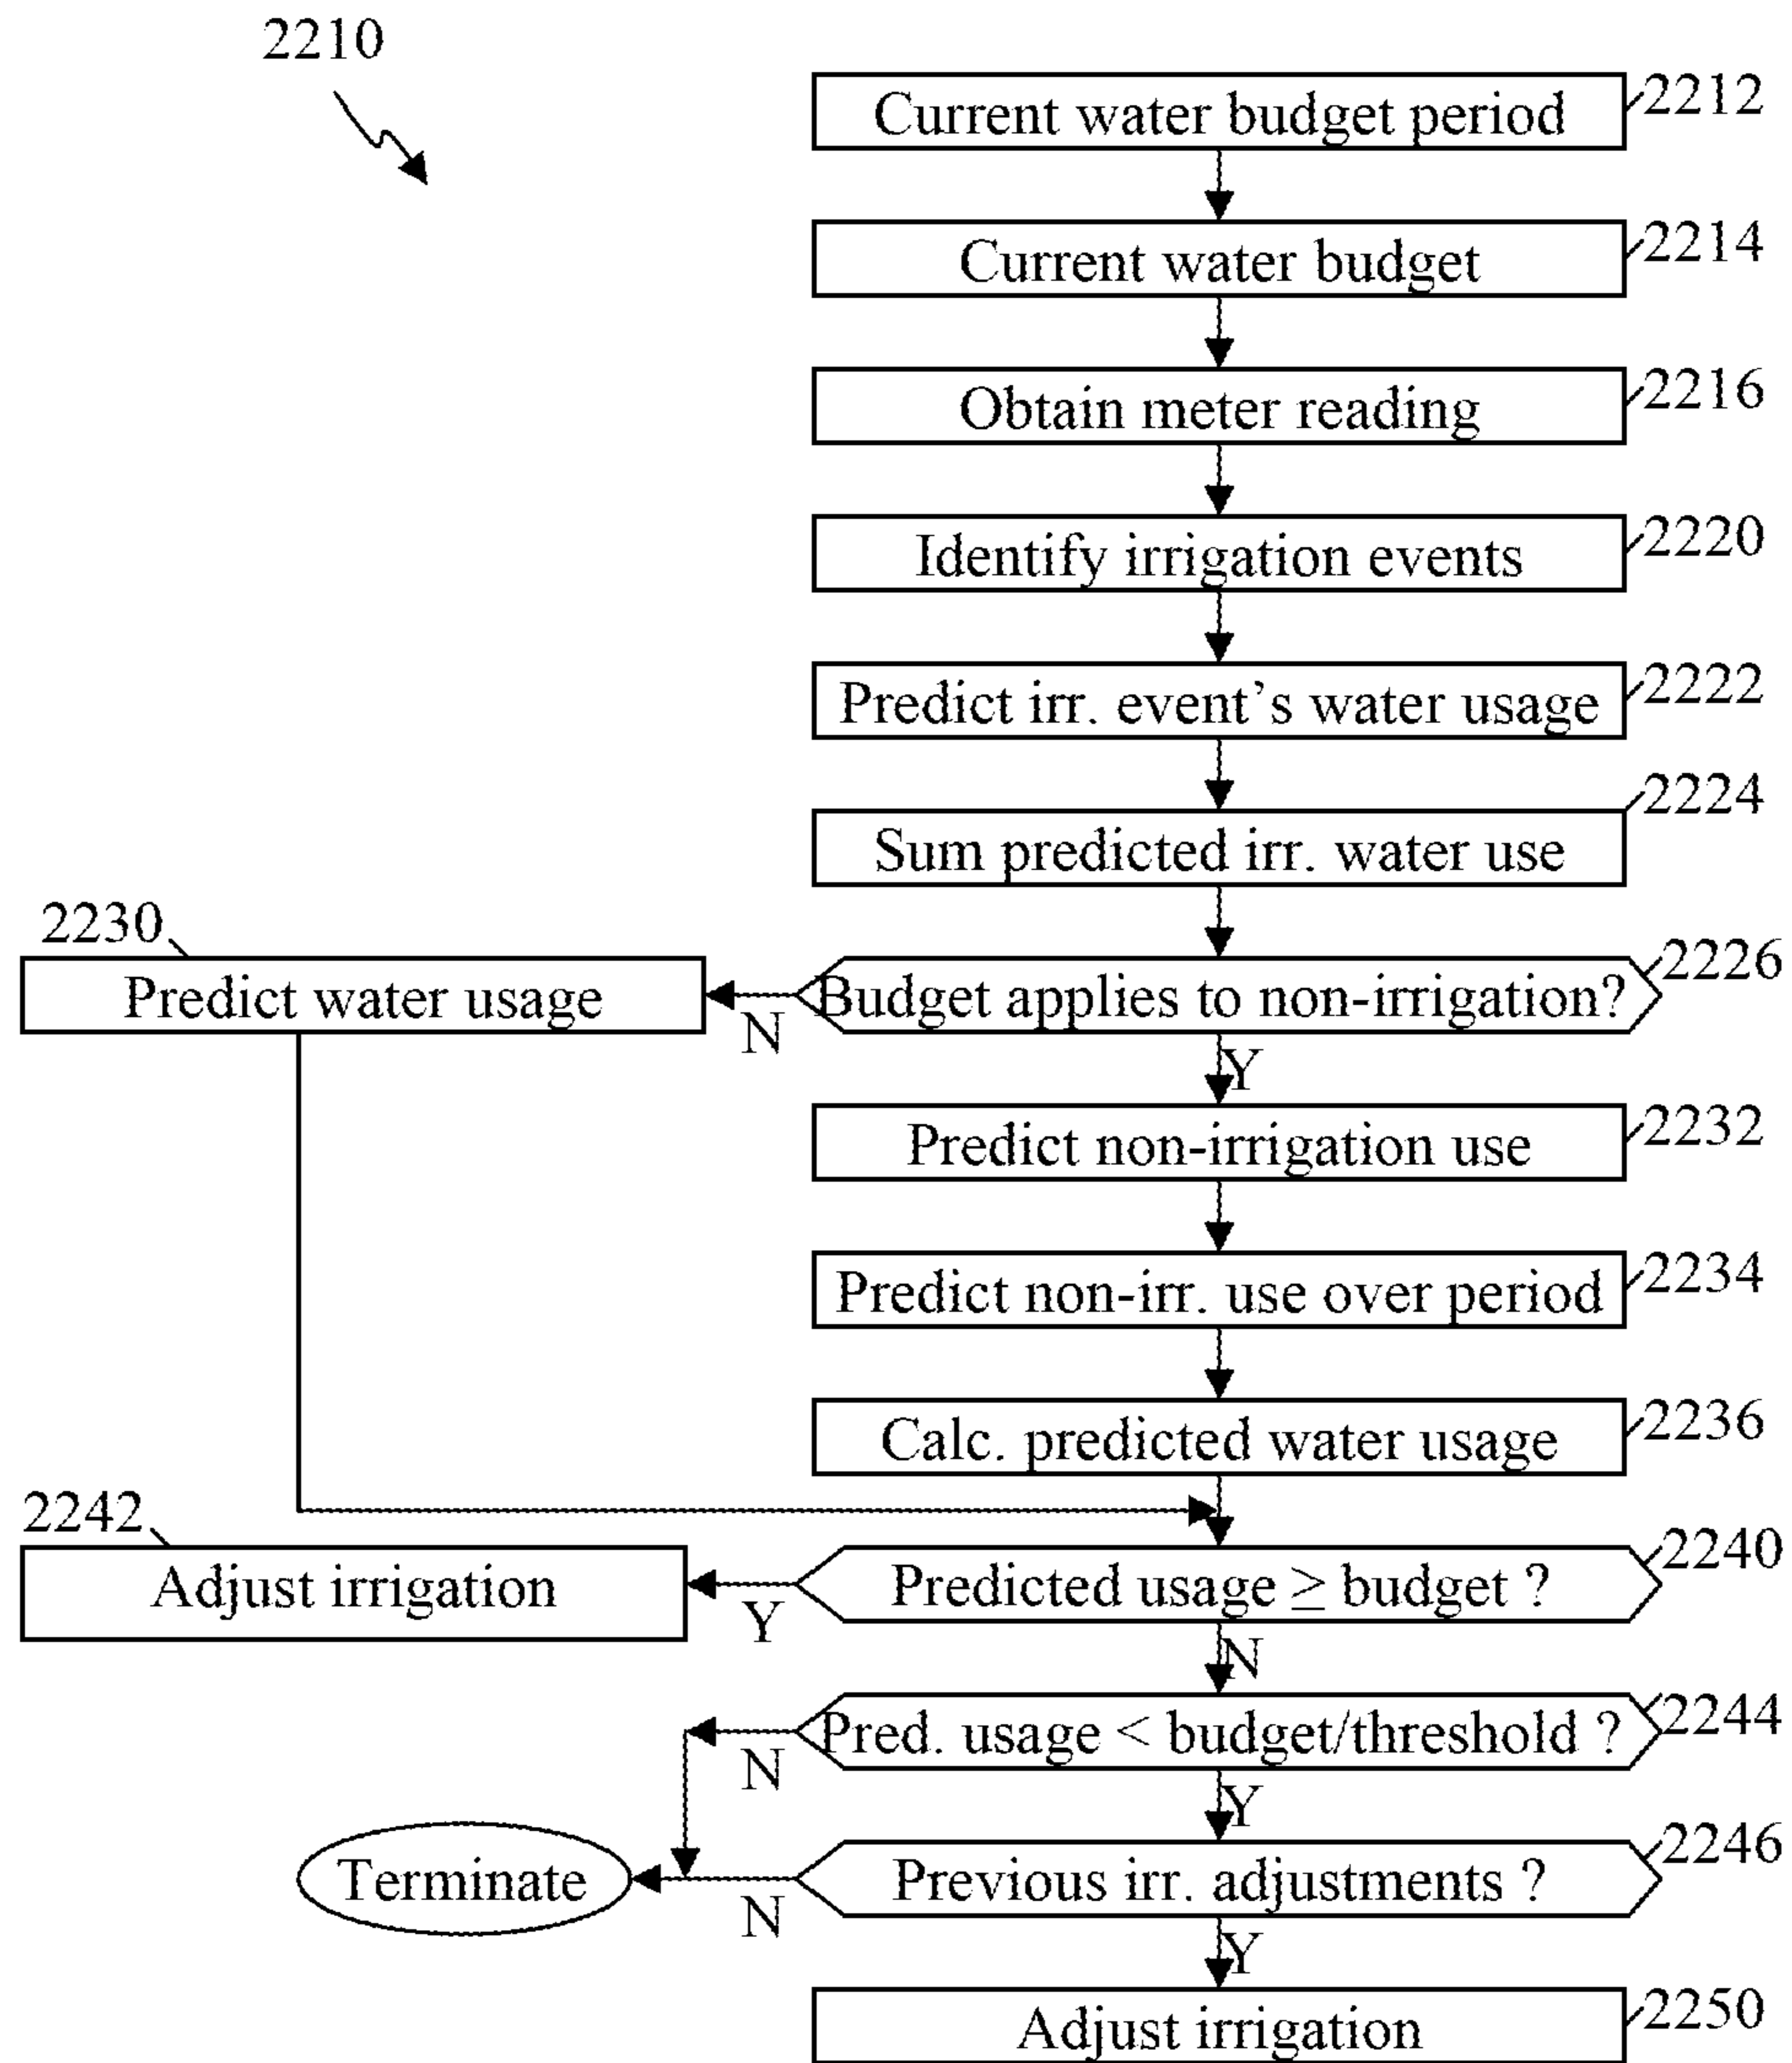 2210
Current water budget period 2212
Current water budget 2214
Obtain meter reading 2216
Identify irrigation events 2220
Predict irr. event's water usage 2222
Sum predicted irr. water use 2224
2230
Predict water usage
N
Budget applies to non-irrigation? 2226
Y
Predict non-irrigation use 2232
Predict non-irr. use over period 2234
Calc. predicted water usage 2236
2242
Adjust irrigation
Y
Predicted usage ≥ budget ? 2240
N
Pred. usage < budget/threshold ? 2244
N
Y
Terminate
Previous irr. adjustments ? 2246
N
Y
Adjust irrigation 2250